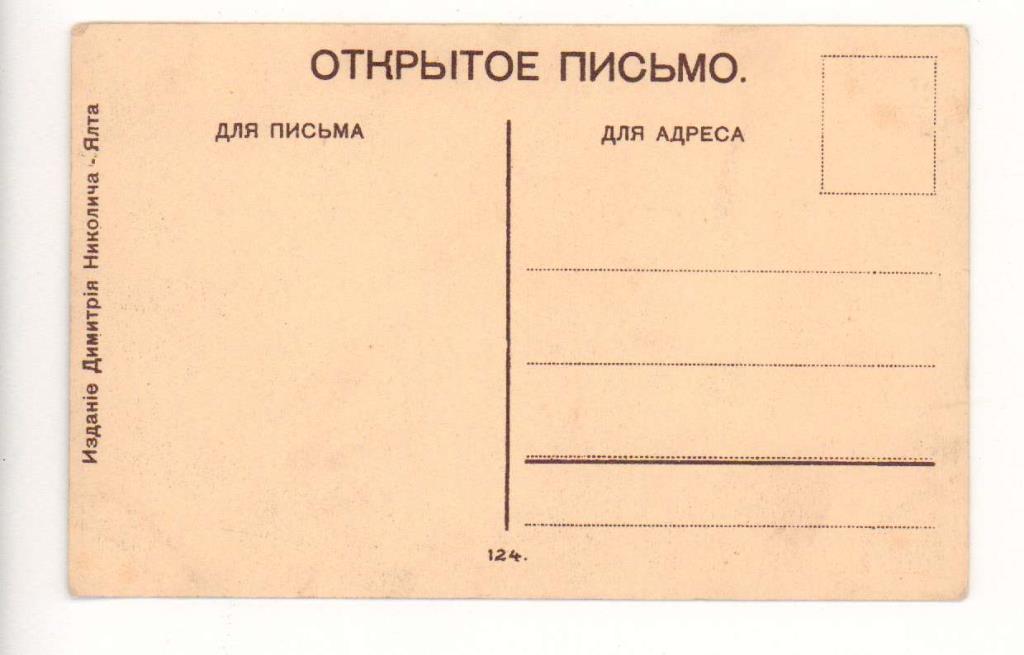 ОТКРЫТОЕ ПИСЬМО.
ДЛЯ ПИСЬМА
ДЛЯ АДРЕСА
Изданіе Димитрія Николича - Ялта
124.